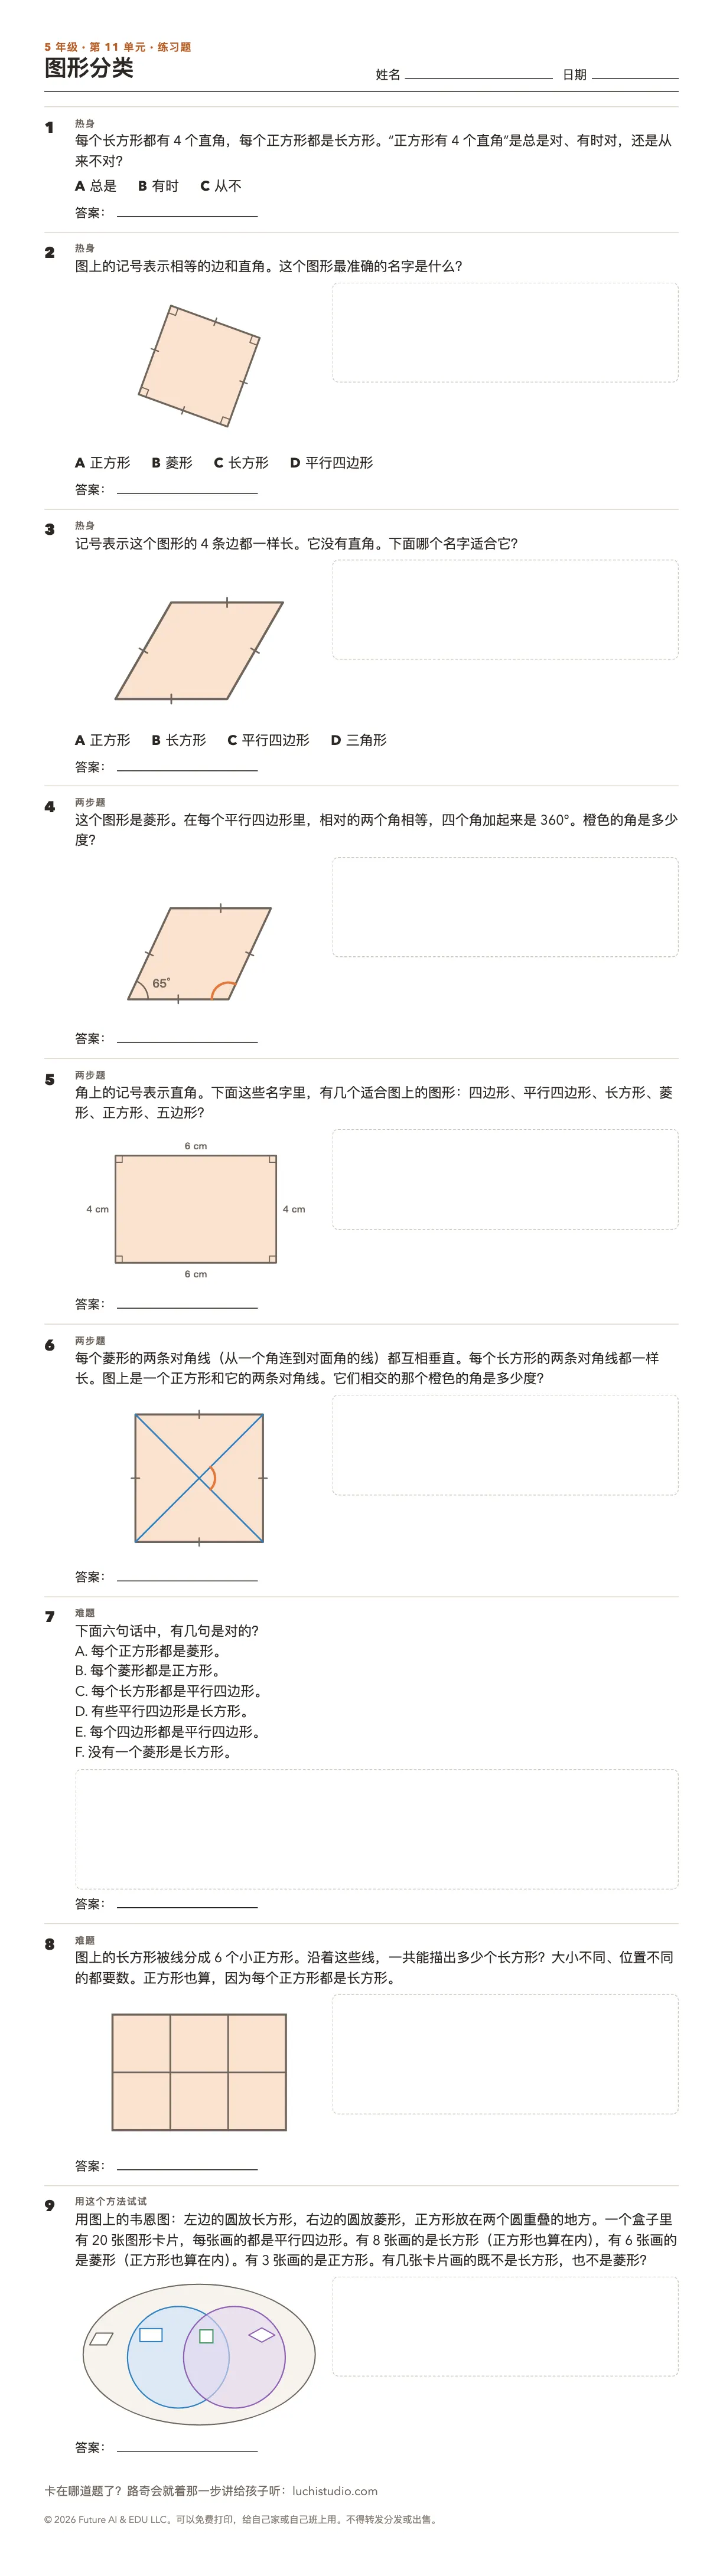 5 年级 · 第 11 单元 · 练习题
图形分类
姓名 日期
1 热身
每个长方形都有 4 个直角，每个正方形都是长方形。“正方形有 4 个直角”是总是对、有时对，还是从
来不对？
A 总是 B 有时 C 从不
答案：
2 热身
图上的记号表示相等的边和直角。这个图形最准确的名字是什么？
A 正方形 B 菱形 C 长方形 D 平行四边形
答案：
3 热身
记号表示这个图形的 4 条边都一样长。它没有直角。下面哪个名字适合它？
A 正方形 B 长方形 C 平行四边形 D 三角形
答案：
4 两步题
这个图形是菱形。在每个平行四边形里，相对的两个角相等，四个角加起来是 360°。橙色的角是多少
度？
65°
答案：
5 两步题
角上的记号表示直角。下面这些名字里，有几个适合图上的图形：四边形、平行四边形、长方形、菱
形、正方形、五边形？
6 cm
4 cm 4 cm
6 cm
答案：
6 两步题
每个菱形的两条对角线（从一个角连到对面角的线）都互相垂直。每个长方形的两条对角线都一样
长。图上是一个正方形和它的两条对角线。它们相交的那个橙色的角是多少度？
答案：
7 难题
下面六句话中，有几句是对的？
A. 每个正方形都是菱形。
B. 每个菱形都是正方形。
C. 每个长方形都是平行四边形。
D. 有些平行四边形是长方形。
E. 每个四边形都是平行四边形。
F. 没有一个菱形是长方形。
答案：
8 难题
图上的长方形被线分成 6 个小正方形。沿着这些线，一共能描出多少个长方形？大小不同、位置不同
的都要数。正方形也算，因为每个正方形都是长方形。
答案：
9 用这个方法试试
用图上的韦恩图：左边的圆放长方形，右边的圆放菱形，正方形放在两个圆重叠的地方。一个盒子里
有 20 张图形卡片，每张画的都是平行四边形。有 8 张画的是长方形（正方形也算在内），有 6 张画的
是菱形（正方形也算在内）。有 3 张画的是正方形。有几张卡片画的既不是长方形，也不是菱形？
答案：
卡在哪道题了？路奇会就着那一步讲给孩子听：luchistudio.com
© 2026 Future AI & EDU LLC。可以免费打印，给自己家或自己班上用。不得转发分发或出售。